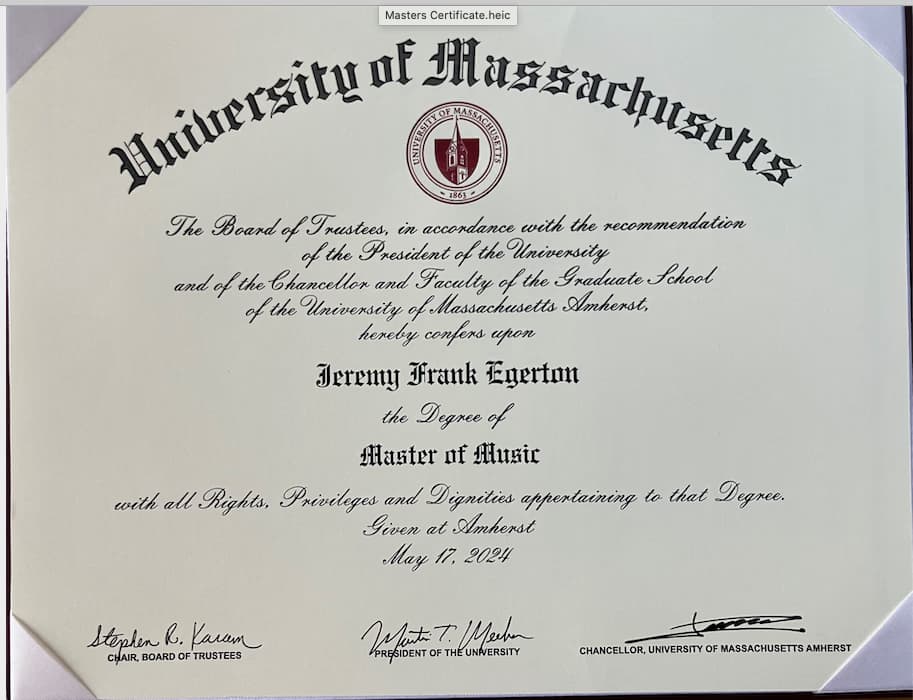 Masters Certificate.heic
University of Massachusetts
UNIVERSITY OF MASSACHUSETTS
1863
The Board of Trustees, in accordance with the recommendation
of the President of the University
and of the Chancellor and Faculty of the Graduate School
of the University of Massachusetts Amherst,
hereby confers upon
Jeremy Frank Egerton
the Degree of
Master of Music
with all Rights, Privileges and Dignities appertaining to that Degree.
Given at Amherst
May 17, 2024
Stephen R. Karam
CHAIR, BOARD OF TRUSTEES
Martin T. Meehan
PRESIDENT OF THE UNIVERSITY
CHANCELLOR, UNIVERSITY OF MASSACHUSETTS AMHERST